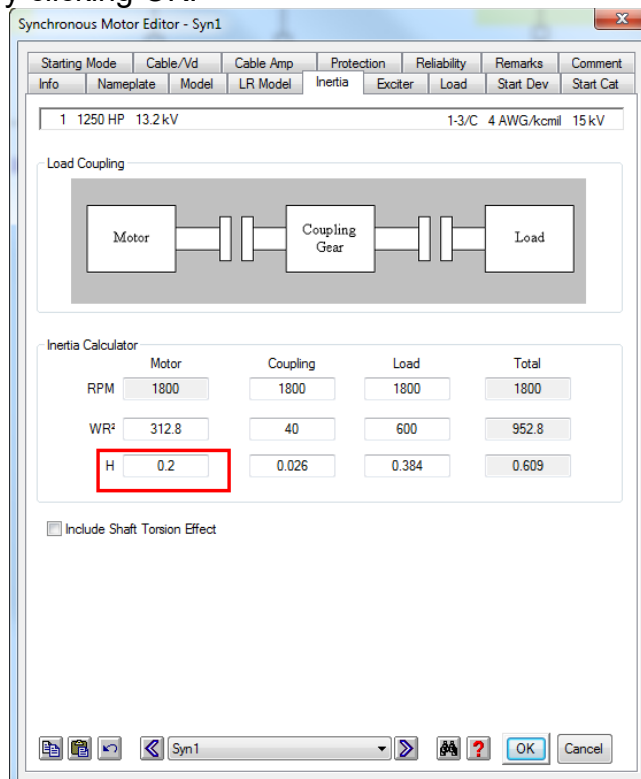 y clicking OK.
Synchronous Motor Editor - Syn1
Starting Mode Cable/Vd Cable Amp Protection Reliability Remarks Comment
Info Nameplate Model LR Model Inertia Exciter Load Start Dev Start Cat
1 1250 HP 13.2 kV 1-3/C 4 AWG/kcmil 15 kV
Load Coupling
Motor Coupling Gear Load
Inertia Calculator
Motor Coupling Load Total
RPM 1800 1800 1800 1800
WR² 312.8 40 600 952.8
H 0.2 0.026 0.384 0.609
Include Shaft Torsion Effect
Syn1 ? OK Cancel